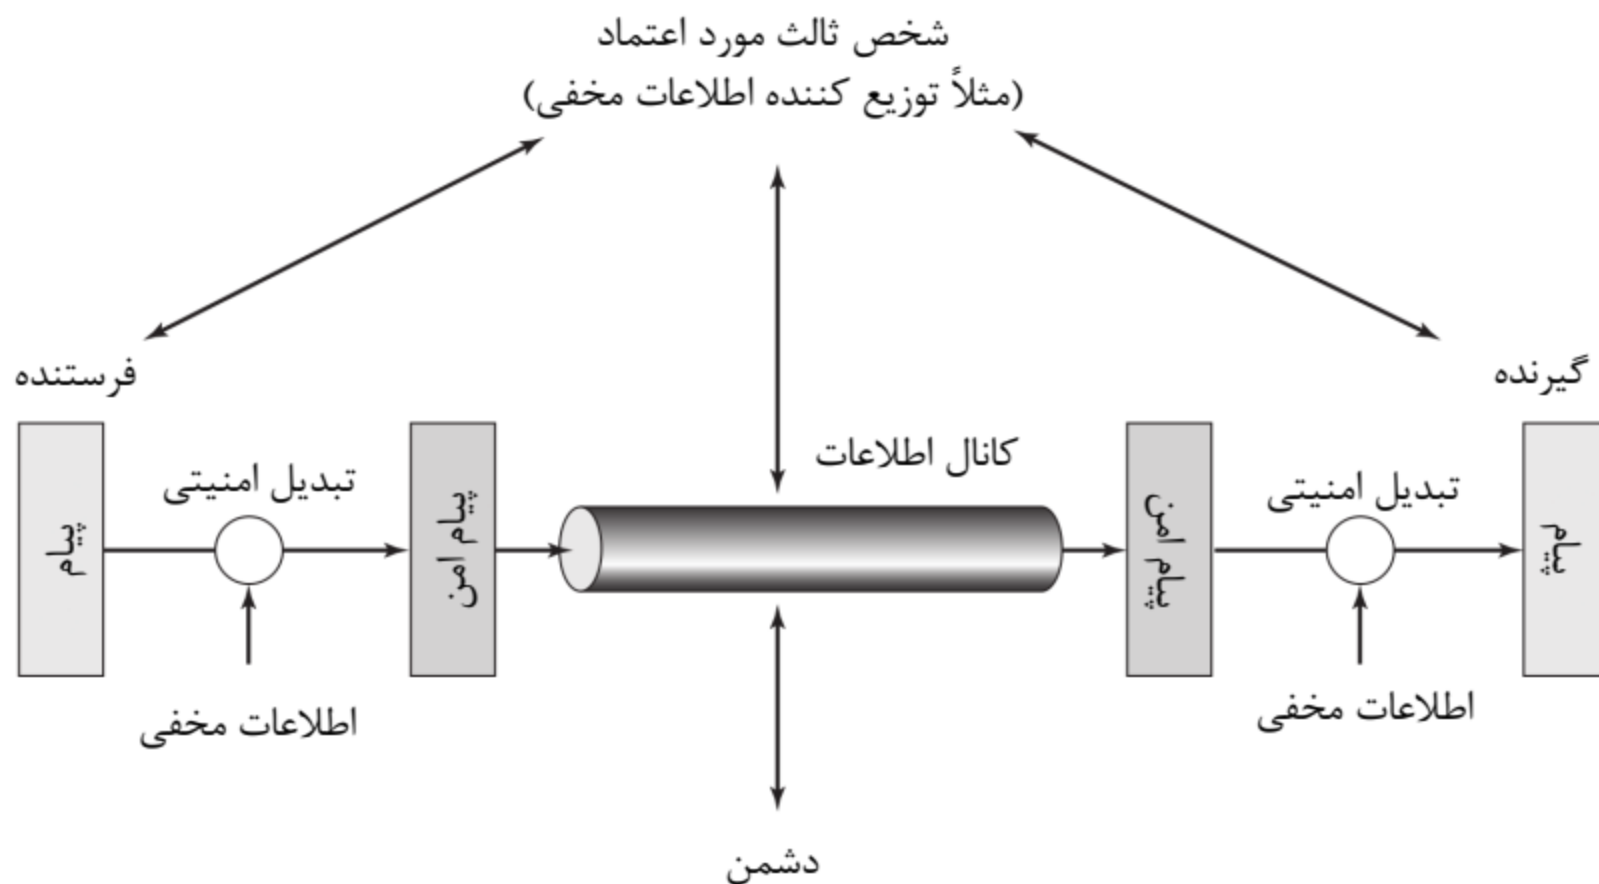 شخص ثالث مورد اعتماد
(مثلاً توزیع کننده اطلاعات مخفی)
فرستنده
گیرنده
کانال اطلاعات
تبدیل امنیتی
تبدیل امنیتی
پیام
پیام امن
پیام امن
پیام
اطلاعات مخفی
اطلاعات مخفی
دشمن